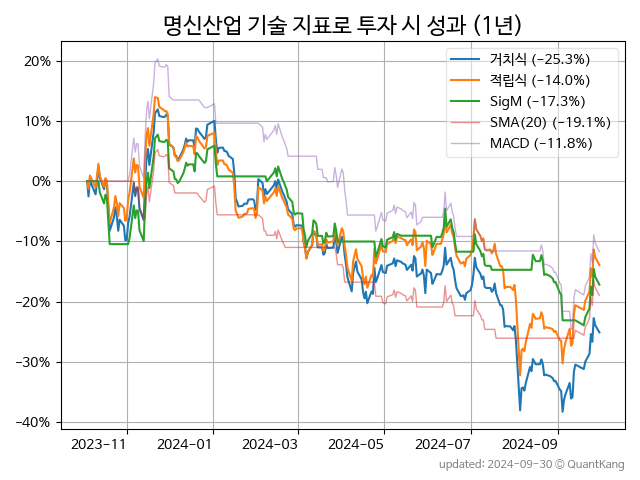 명신산업 기술 지표로 투자 시 성과 (1년)
거치식 (−25.3%)
적립식 (−14.0%)
SigM (−17.3%)
SMA(20) (−19.1%)
MACD (−11.8%)
20%
10%
0%
−10%
−20%
−30%
−40%
2023-11 2024-01 2024-03 2024-05 2024-07 2024-09
updated: 2024-09-30 © QuantKang